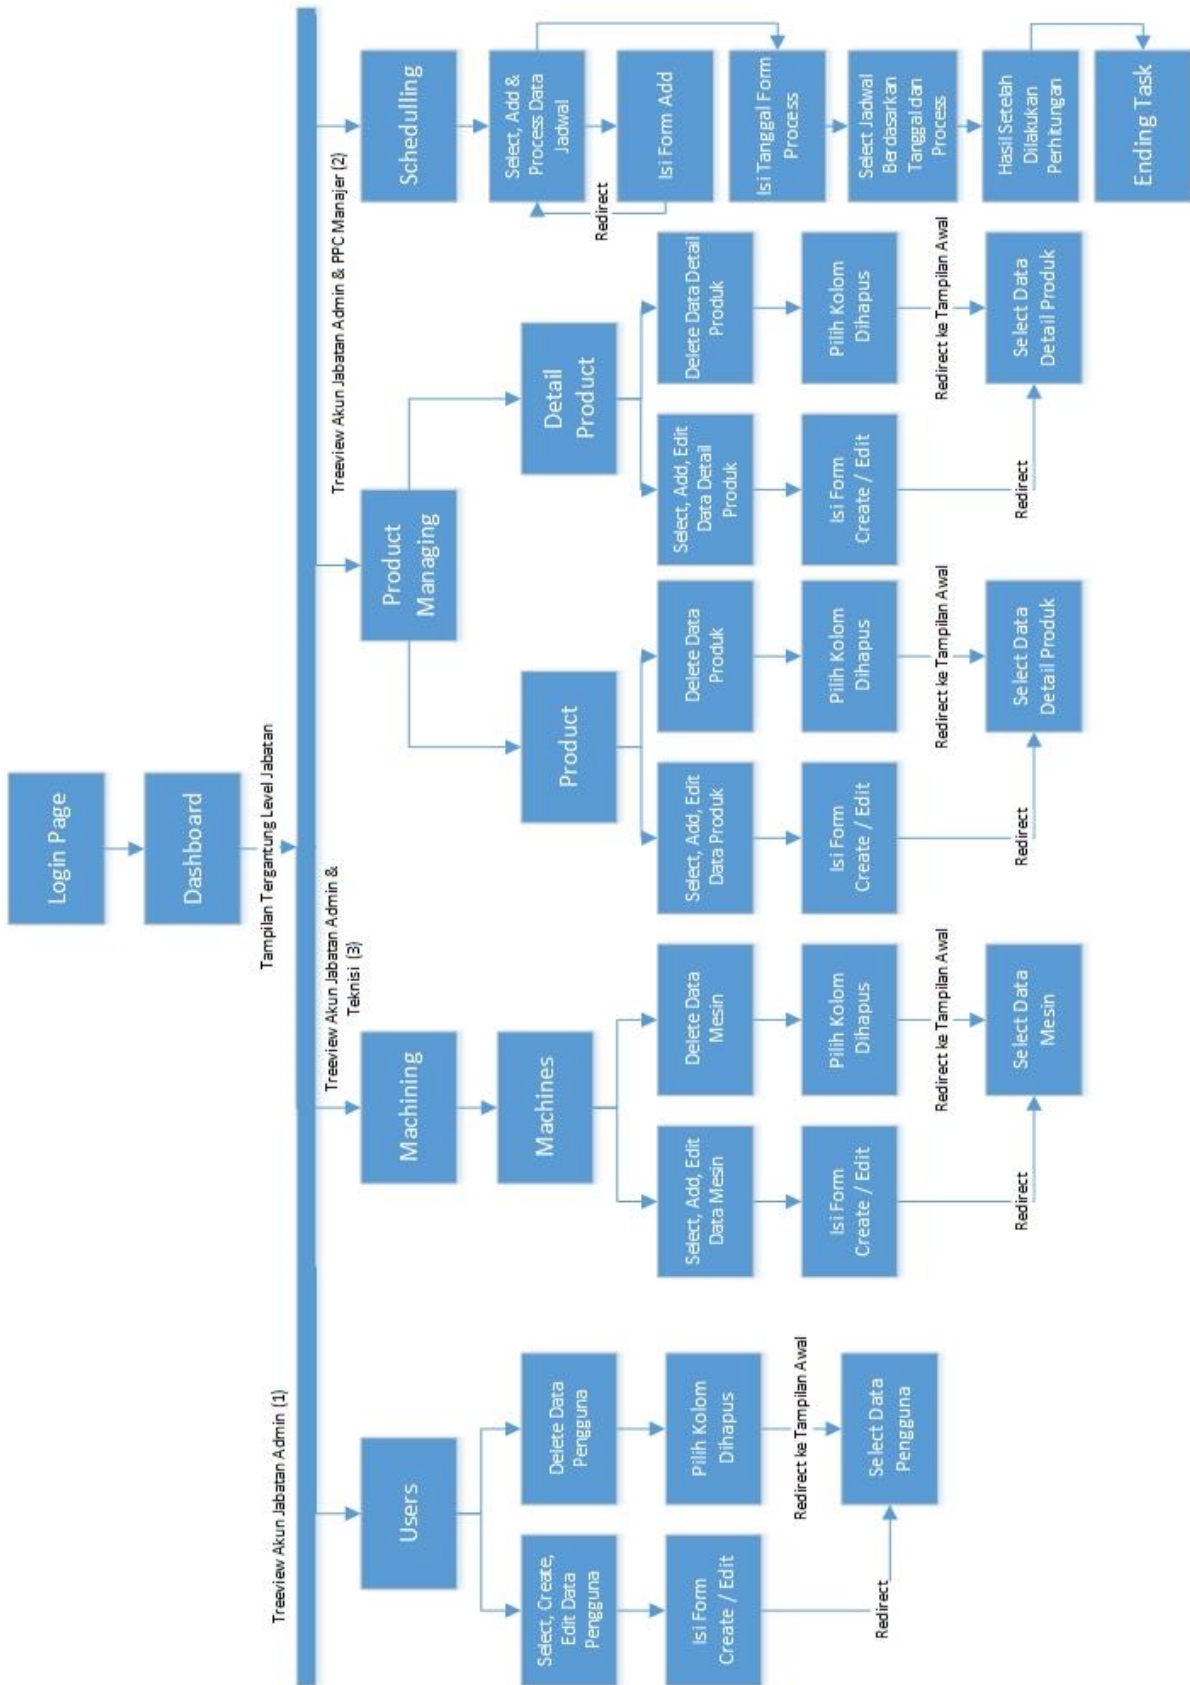 Login Page
Dashboard
Tampilan Tergantung Level Jabatan
Treeview Akun Jabatan Admin (1)
Treeview Akun Jabatan Admin &
Teknisi (3)
Treeview Akun Jabatan Admin & PPC Manajer (2)
Users
Select, Create,
Edit Data
Pengguna
Delete Data
Pengguna
Isi Form
Create / Edit
Pilih Kolom
Dihapus
Redirect
Redirect ke Tampilan Awal
Select Data
Pengguna
Machining
Machines
Select, Add, Edit
Data Mesin
Delete Data
Mesin
Isi Form
Create / Edit
Pilih Kolom
Dihapus
Redirect
Redirect ke Tampilan Awal
Select Data
Mesin
Product
Managing
Product
Select, Add, Edit
Data Produk
Delete Data
Produk
Isi Form
Create / Edit
Pilih Kolom
Dihapus
Redirect
Redirect ke Tampilan Awal
Select Data
Detail Produk
Detail
Product
Select, Add, Edit
Data Detail
Produk
Delete Data Detail
Produk
Isi Form
Create / Edit
Pilih Kolom
Dihapus
Redirect
Redirect ke Tampilan Awal
Select Data
Detail Produk
Schedulling
Select, Add &
Process Data
Jadwal
Redirect
Isi Form Add
Isi Tanggal Form
Process
Select Jadwal
Berdasarkan
Tanggal dan
Process
Hasil Setelah
Dilakukan
Perhitungan
Ending Task